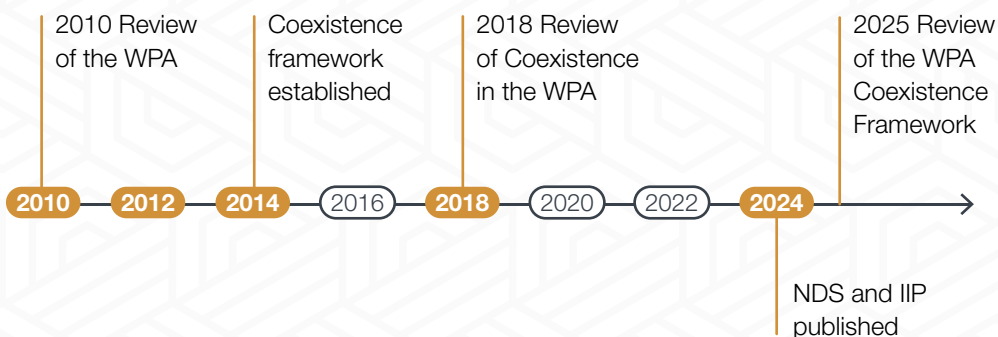 2010 Review
of the WPA
Coexistence
framework
established
2018 Review
of Coexistence
in the WPA
2025 Review
of the WPA
Coexistence
Framework
2010
2012
2014
2016
2018
2020
2022
2024
NDS and IIP
published